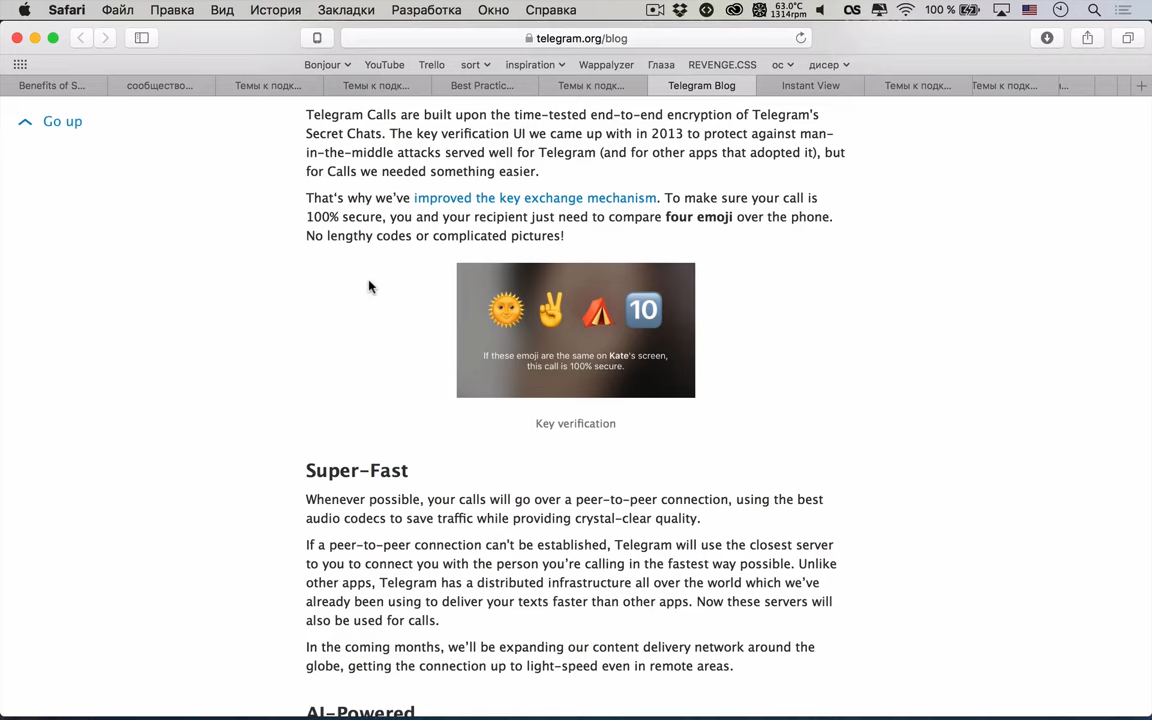 Safari Файл Правка Вид История Закладки Разработка Окно Справка 63.0°C 1314rpm 100 %
telegram.org/blog
Bonjour YouTube Trello sort inspiration Wappalyzer Глаза REVENGE.CSS ос дисер
Benefits of S... сообщество... Темы к подк... Темы к подк... Best Practic... Темы к подк... Telegram Blog Instant View Темы к подк... Темы к подк...
Go up
Telegram Calls are built upon the time-tested end-to-end encryption of Telegram's
Secret Chats. The key verification UI we came up with in 2013 to protect against man-
in-the-middle attacks served well for Telegram (and for other apps that adopted it), but
for Calls we needed something easier.
That‘s why we’ve improved the key exchange mechanism. To make sure your call is
100% secure, you and your recipient just need to compare four emoji over the phone.
No lengthy codes or complicated pictures!
10
If these emoji are the same on Kate's screen,
this call is 100% secure.
Key verification
Super-Fast
Whenever possible, your calls will go over a peer-to-peer connection, using the best
audio codecs to save traffic while providing crystal-clear quality.
If a peer-to-peer connection can't be established, Telegram will use the closest server
to you to connect you with the person you’re calling in the fastest way possible. Unlike
other apps, Telegram has a distributed infrastructure all over the world which we’ve
already been using to deliver your texts faster than other apps. Now these servers will
also be used for calls.
In the coming months, we’ll be expanding our content delivery network around the
globe, getting the connection up to light-speed even in remote areas.
AI-Powered